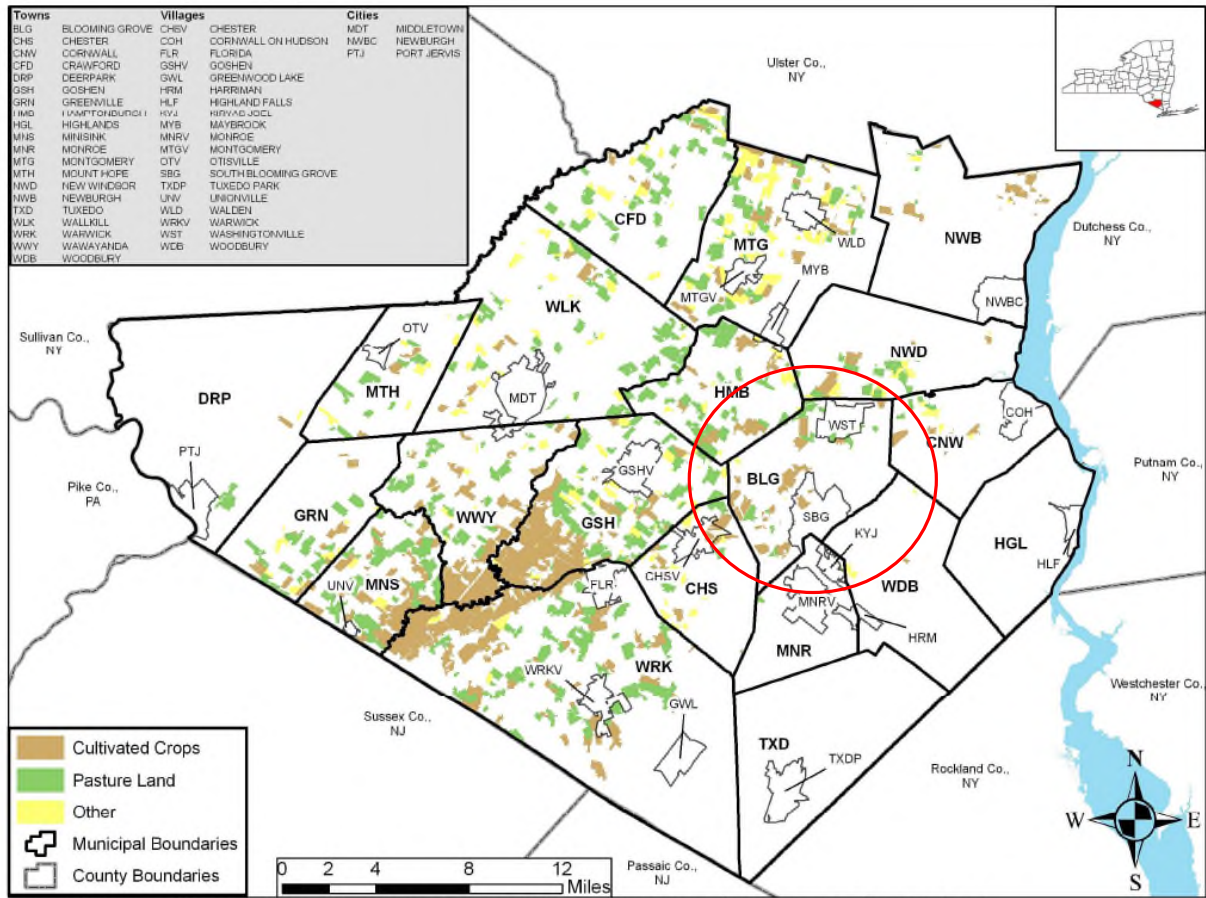 Towns Villages Cities
BLG BLOOMING GROVE CHSV CHESTER MDT MIDDLETOWN
CHS CHESTER COH CORNWALL ON HUDSON NWBC NEWBURGH
CNW CORNWALL FLR FLORIDA PTJ PORT JERVIS
CFD CRAWFORD GSHV GOSHEN
DRP DEERPARK GWL GREENWOOD LAKE
GSH GOSHEN HRM HARRIMAN
GRN GREENVILLE HLF HIGHLAND FALLS
HMB HAMPTONBURGH KYJ KIRYAS JOEL
HGL HIGHLANDS MYB MAYBROOK
MNS MINISINK MNRV MONROE
MNR MONROE MTGV MONTGOMERY
MTG MONTGOMERY OTV OTISVILLE
MTH MOUNT HOPE SBG SOUTH BLOOMING GROVE
NWD NEW WINDSOR TXDP TUXEDO PARK
NWB NEWBURGH UNV UNIONVILLE
TXD TUXEDO WLD WALDEN
WLK WALLKILL WRKV WARWICK
WRK WARWICK WST WASHINGTONVILLE
WWY WAWAYANDA WDB WOODBURY
WDB WOODBURY
Ulster Co.,
NY
Dutchess Co.,
NY
Sullivan Co.,
NY
Pike Co.,
PA
Putnam Co.,
NY
Westchester Co.,
NY
Rockland Co.,
NY
Sussex Co.,
NJ
Passaic Co.,
NJ
CFD
MTG
WLD
NWB
MYB
MTGV
NWBC
WLK
OTV
NWD
DRP
MTH
MDT
HMB
COH
WST
CNW
PTJ
GSHV
BLG
GRN
WWY
GSH
SBG
KYJ
HGL
HLF
UNV
MNS
FLR
CHSV
CHS
WDB
MNRV
HRM
MNR
WRKV
WRK
GWL
TXD
TXDP
Cultivated Crops
Pasture Land
Other
Municipal Boundaries
County Boundaries
0 2 4 8 12
Miles
N
W E
S